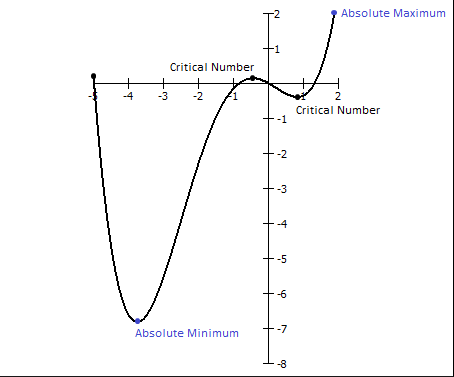 2
Absolute Maximum
1
Critical Number
-5 -4 -3 -2 -1 1 2
Critical Number
-1
-2
-3
-4
-5
-6
-7
Absolute Minimum
-8